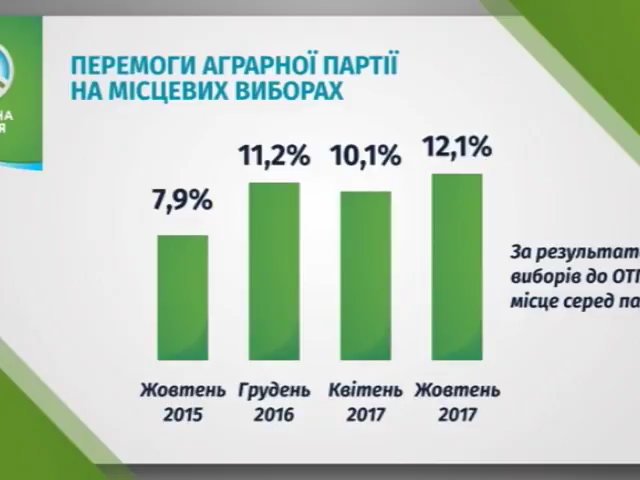 ПЕРЕМОГИ АГРАРНОЇ ПАРТІЇ
НА МІСЦЕВИХ ВИБОРАХ
7,9%
11,2%
10,1%
12,1%
Жовтень
2015
Грудень
2016
Квітень
2017
Жовтень
2017
За результат
виборів до ОТ
місце серед па